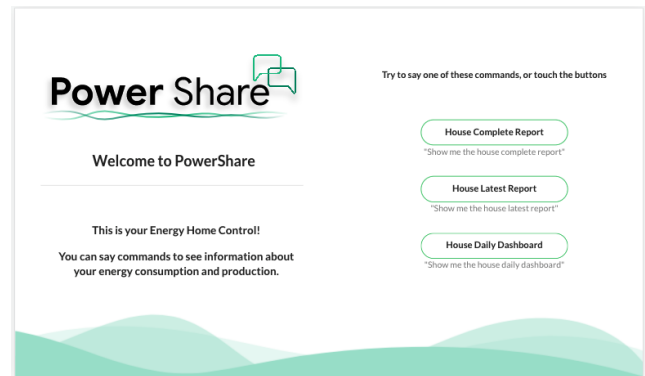 Power Share
Welcome to PowerShare
This is your Energy Home Control!
You can say commands to see information about
your energy consumption and production.
Try to say one of these commands, or touch the buttons
House Complete Report
"Show me the house complete report"
House Latest Report
"Show me the house latest report"
House Daily Dashboard
"Show me the house daily dashboard"